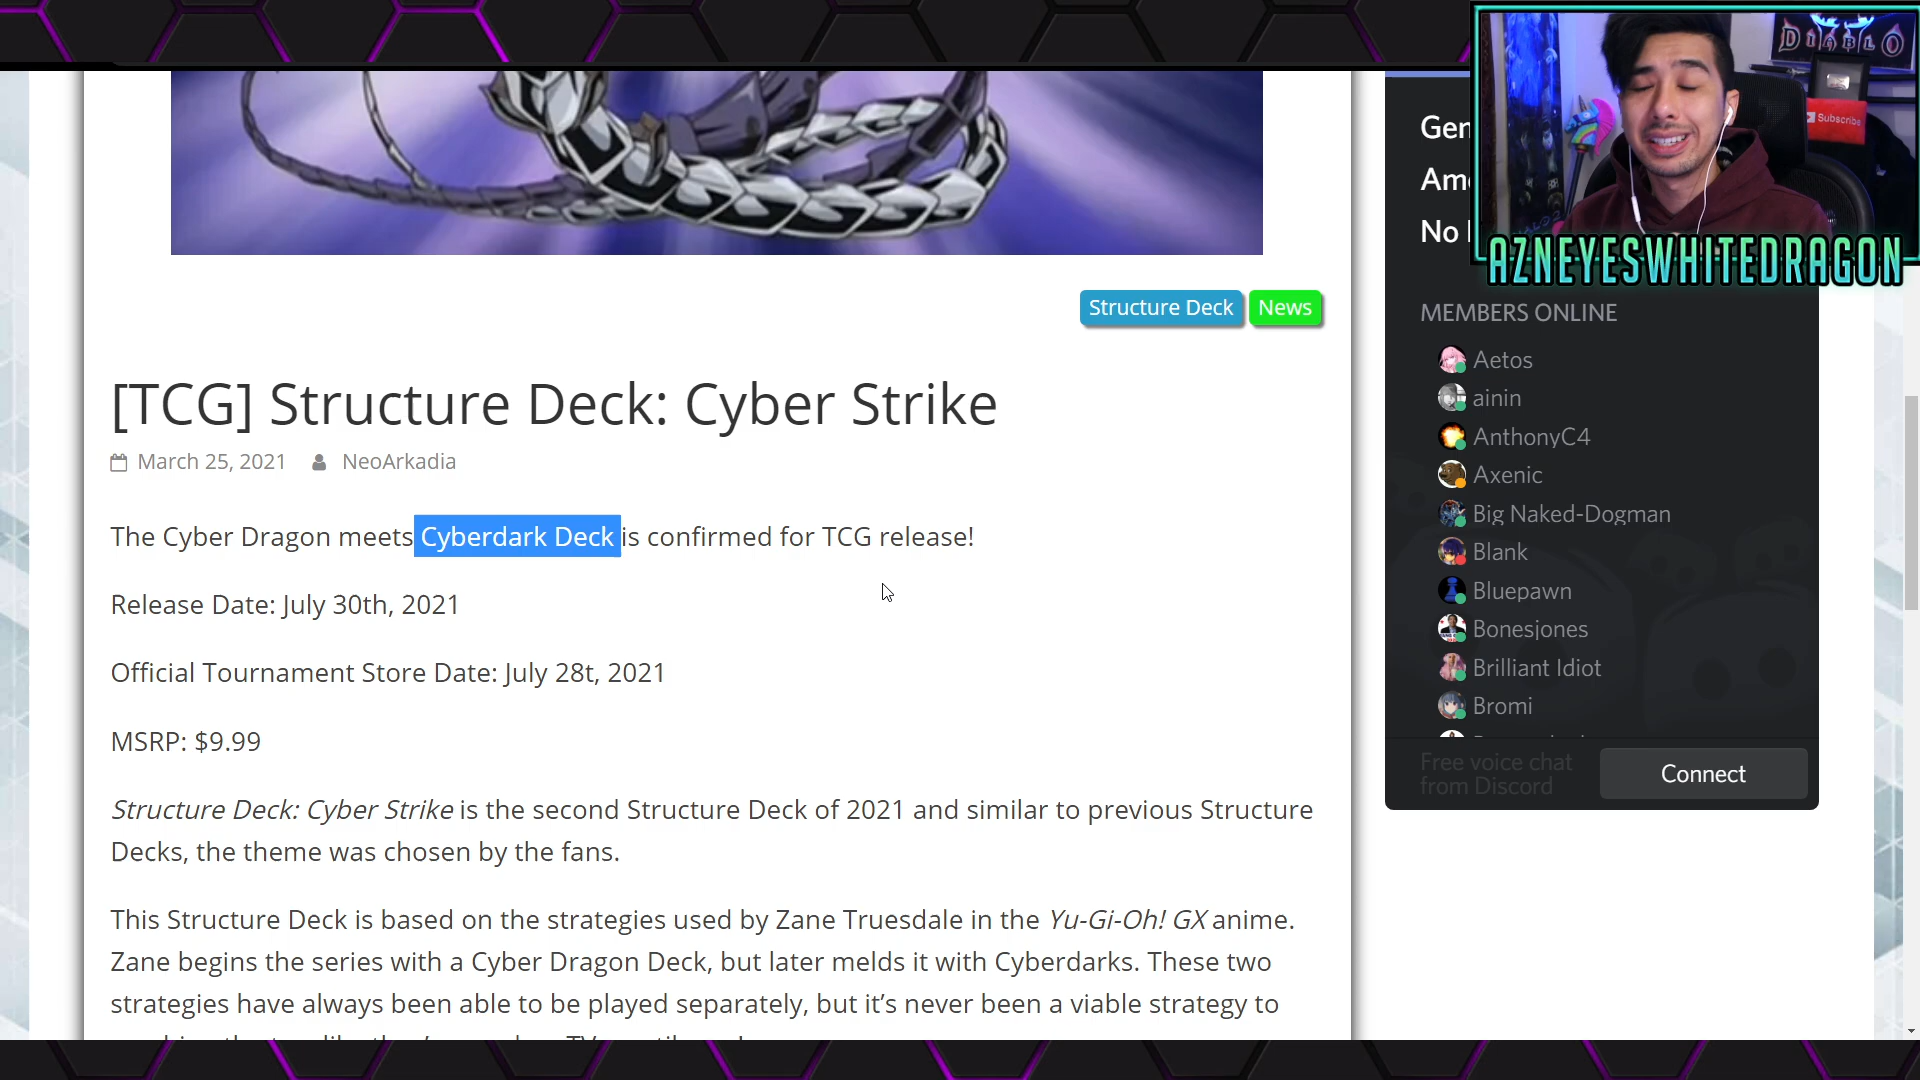 DIABLO
Subscribe
AZNEYESWHITEDRAGON
Structure Deck News
[TCG] Structure Deck: Cyber Strike
March 25, 2021 NeoArkadia
The Cyber Dragon meets Cyberdark Deck is confirmed for TCG release!
Release Date: July 30th, 2021
Official Tournament Store Date: July 28t, 2021
MSRP: $9.99
Structure Deck: Cyber Strike is the second Structure Deck of 2021 and similar to previous Structure
Decks, the theme was chosen by the fans.
This Structure Deck is based on the strategies used by Zane Truesdale in the Yu-Gi-Oh! GX anime.
Zane begins the series with a Cyber Dragon Deck, but later melds it with Cyberdarks. These two
strategies have always been able to be played separately, but it's never been a viable strategy to
Gen
Am
No
MEMBERS ONLINE
Aetos
ainin
AnthonyC4
Axenic
Big Naked-Dogman
Blank
Bluepawn
Bonesjones
Brilliant Idiot
Bromi
Free voice chat
from Discord
Connect